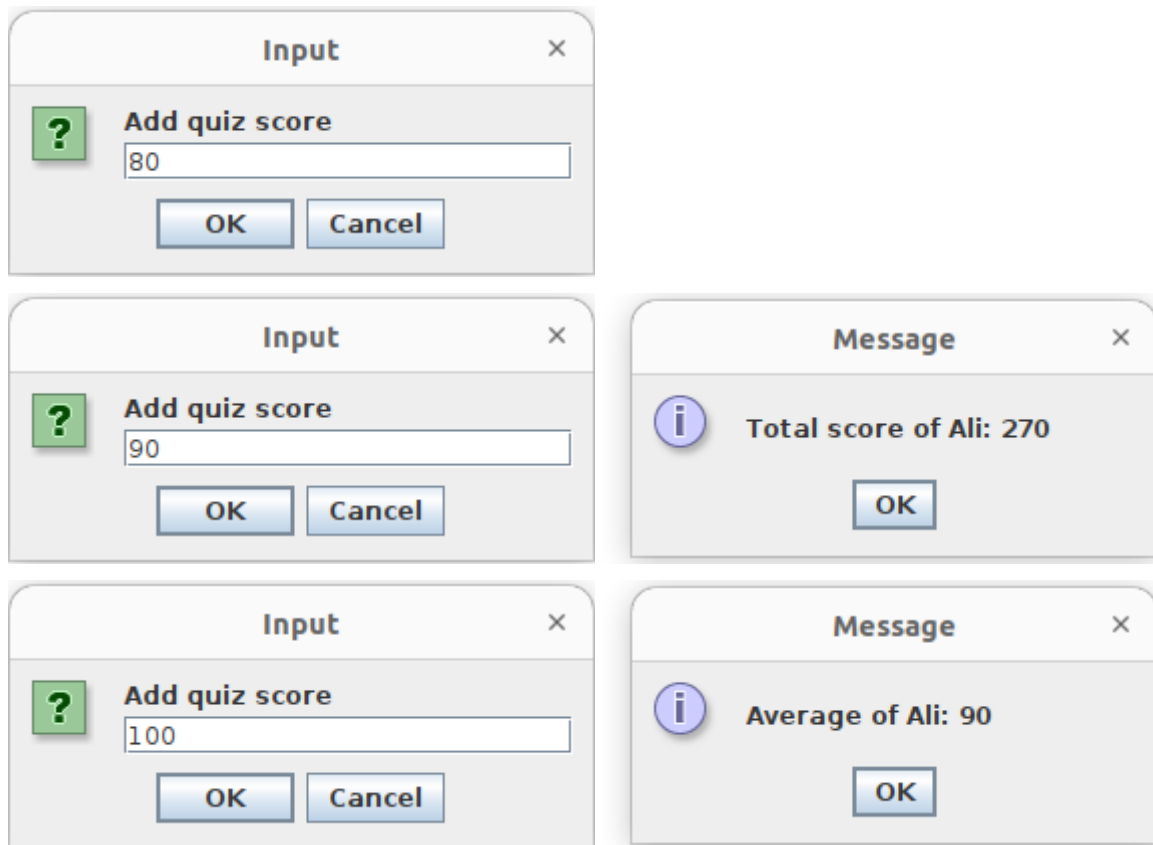 Input ×
? Add quiz score
80
OK Cancel
Input ×
? Add quiz score
90
OK Cancel
Message ×
i Total score of Ali: 270
OK
Input ×
? Add quiz score
100
OK Cancel
Message ×
i Average of Ali: 90
OK